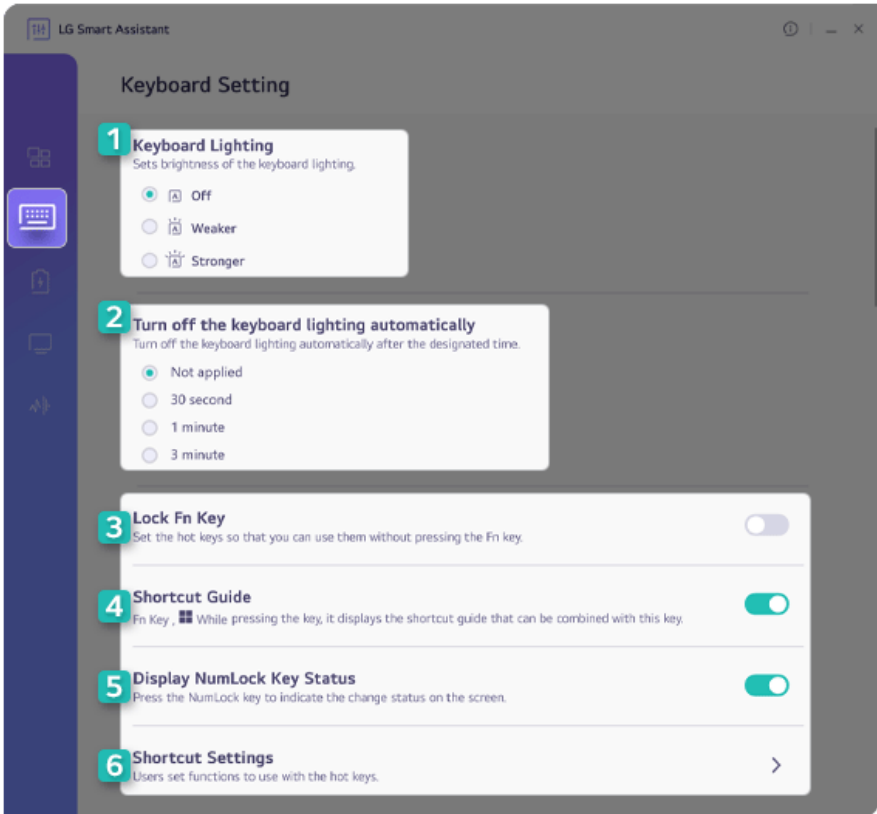 LG Smart Assistant
Keyboard Setting
1
Keyboard Lighting
Sets brightness of the keyboard lighting.
A Off
A Weaker
A Stronger
2
Turn off the keyboard lighting automatically
Turn off the keyboard lighting automatically after the designated time.
Not applied
30 second
1 minute
3 minute
3
Lock Fn Key
Set the hot keys so that you can use them without pressing the Fn key.
4
Shortcut Guide
Fn Key , While pressing the key, it displays the shortcut guide that can be combined with this key.
5
Display NumLock Key Status
Press the NumLock key to indicate the change status on the screen.
6
Shortcut Settings
Users set functions to use with the hot keys.